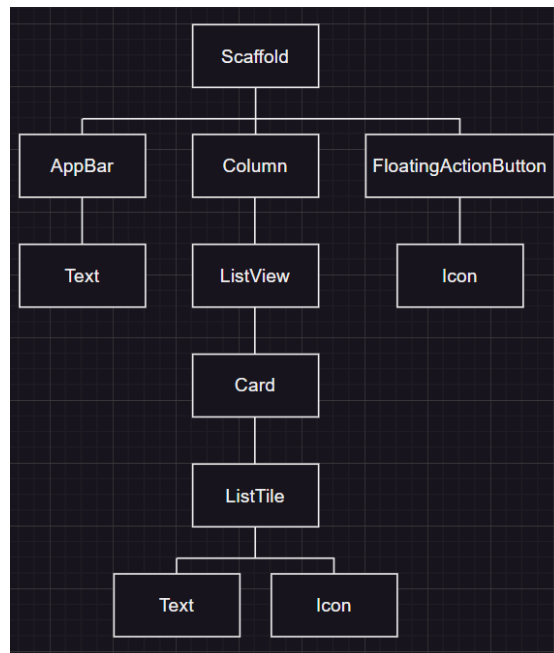 Scaffold
AppBar
Column
FloatingActionButton
Text
ListView
Icon
Card
ListTile
Text
Icon